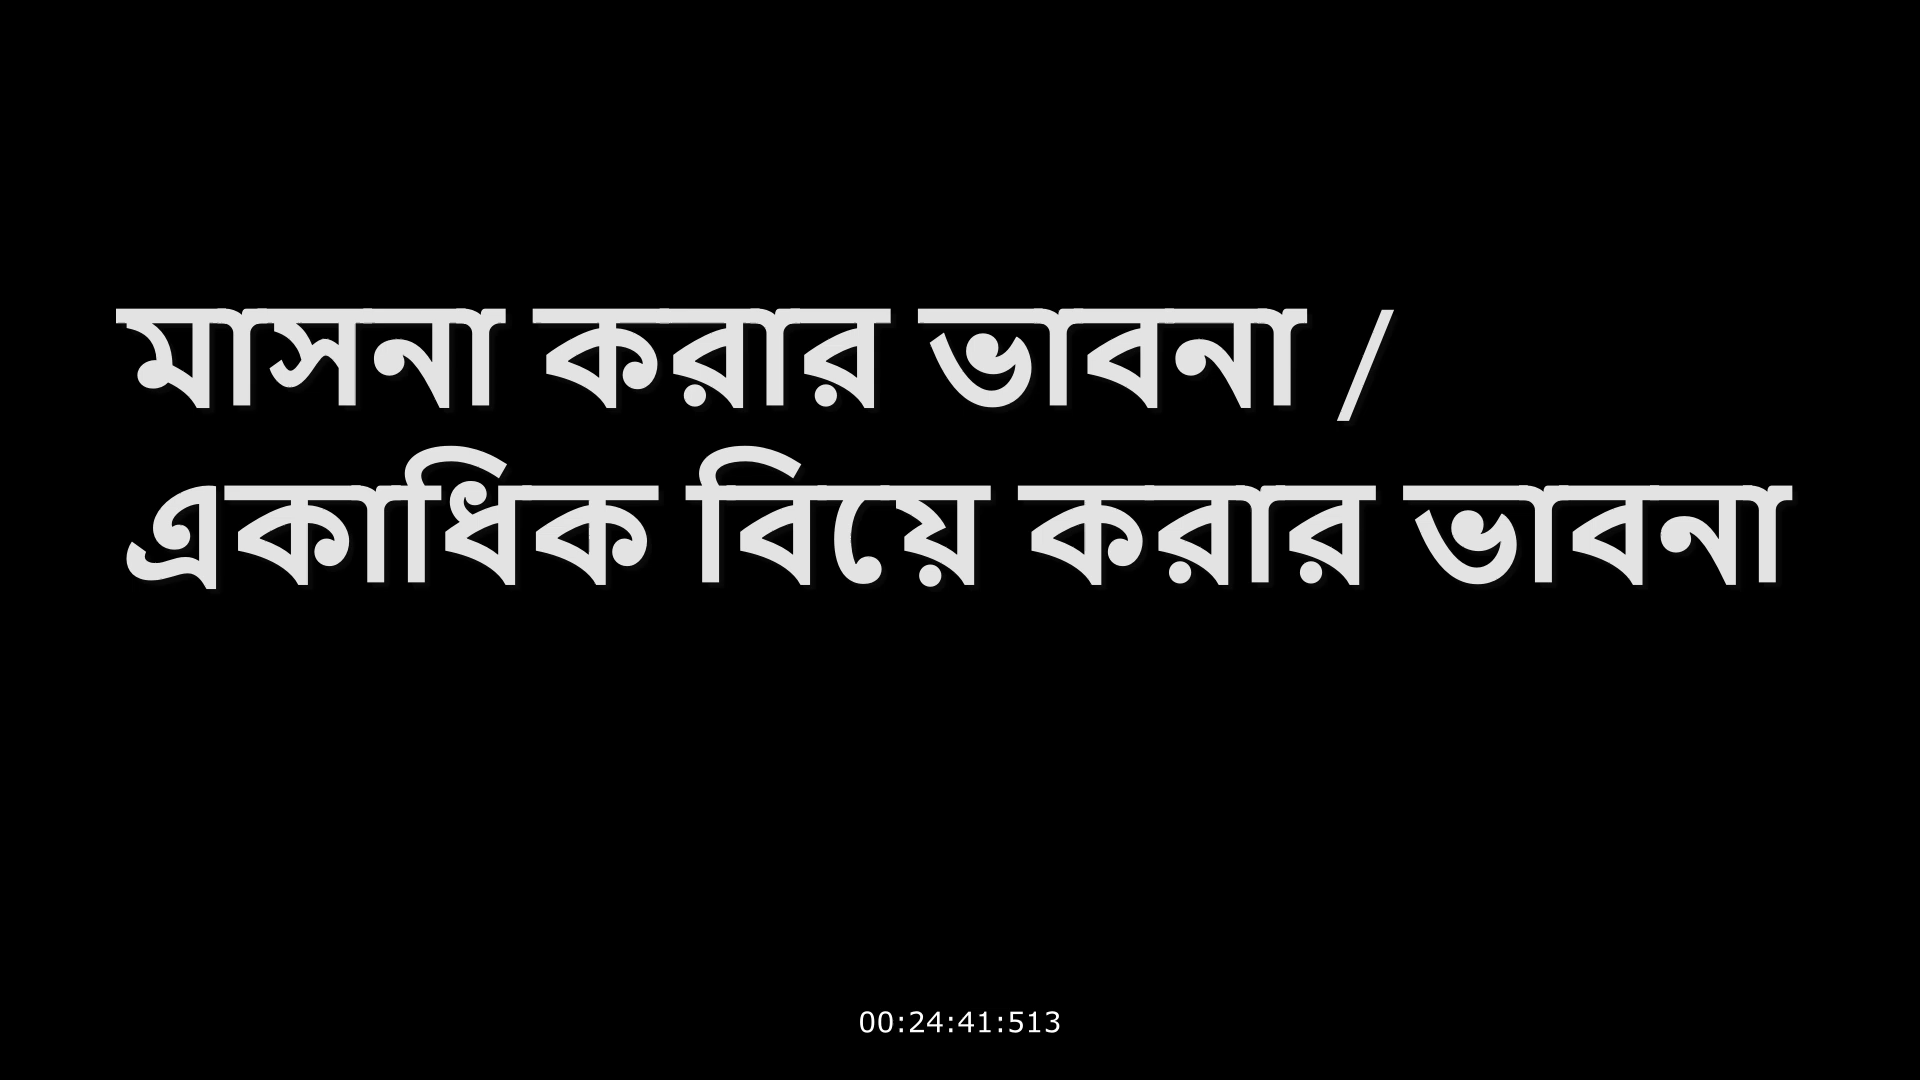 মাসনা করার ভাবনা /
একাধিক বিয়ে করার ভাবনা
00:24:41:513